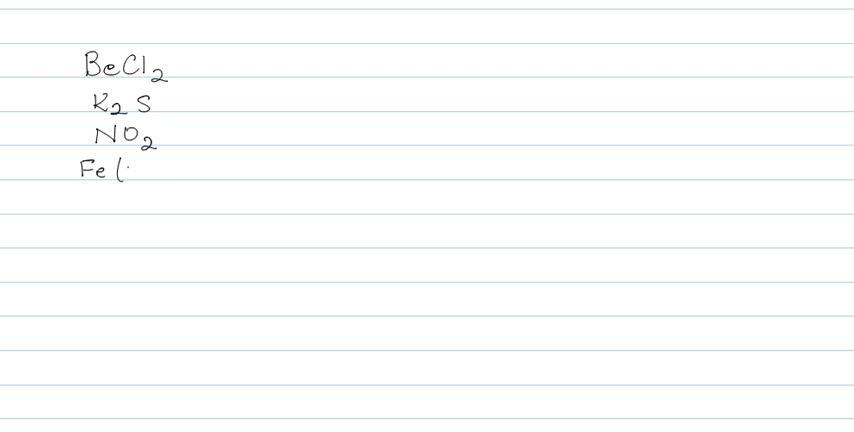 BeCl₂
K₂S
NO₂
Fe(